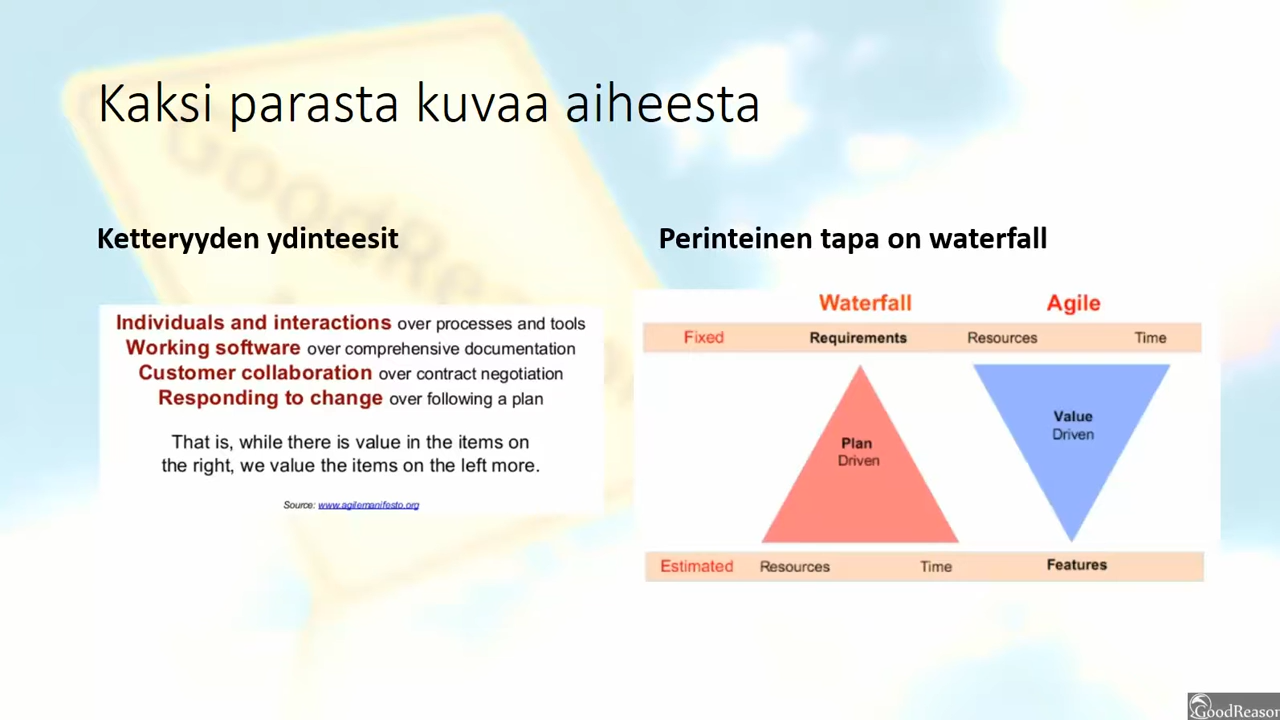 Kaksi parasta kuvaa aiheesta
Ketteryyden ydinteesit
Individuals and interactions over processes and tools
Working software over comprehensive documentation
Customer collaboration over contract negotiation
Responding to change over following a plan
That is, while there is value in the items on
the right, we value the items on the left more.
Source: www.agilemanifesto.org
Perinteinen tapa on waterfall
Waterfall Agile
Fixed Requirements Resources Time
Plan
Driven
Value
Driven
Estimated Resources Time Features
GoodReason